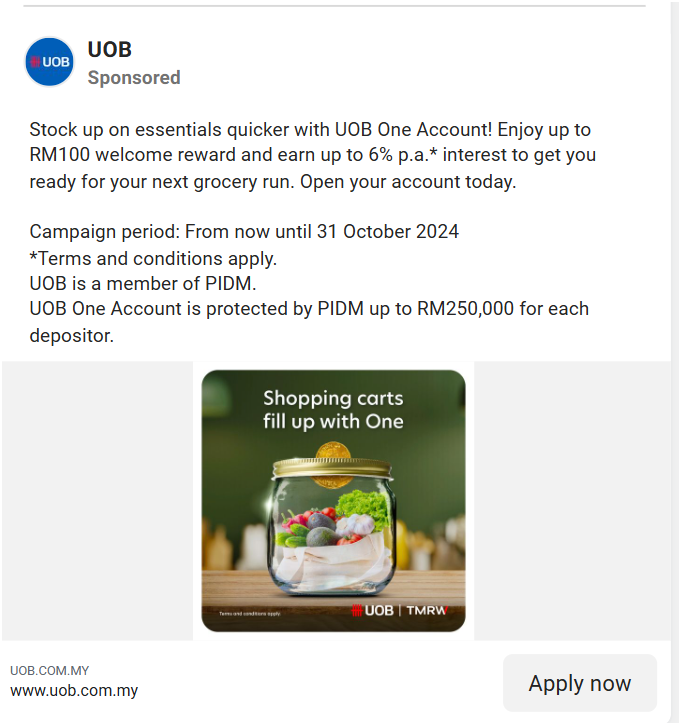 UOB
UOB
Sponsored
Stock up on essentials quicker with UOB One Account! Enjoy up to
RM100 welcome reward and earn up to 6% p.a.* interest to get you
ready for your next grocery run. Open your account today.
Campaign period: From now until 31 October 2024
*Terms and conditions apply.
UOB is a member of PIDM.
UOB One Account is protected by PIDM up to RM250,000 for each
depositor.
Shopping carts
fill up with One
Terms and conditions apply.
UOB | TMRW
UOB.COM.MY
www.uob.com.my
Apply now